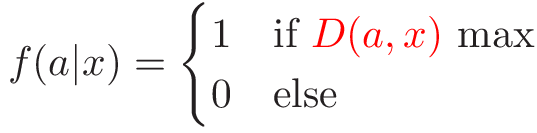 f(a|x) = { 1 if D(a, x) max
0 else